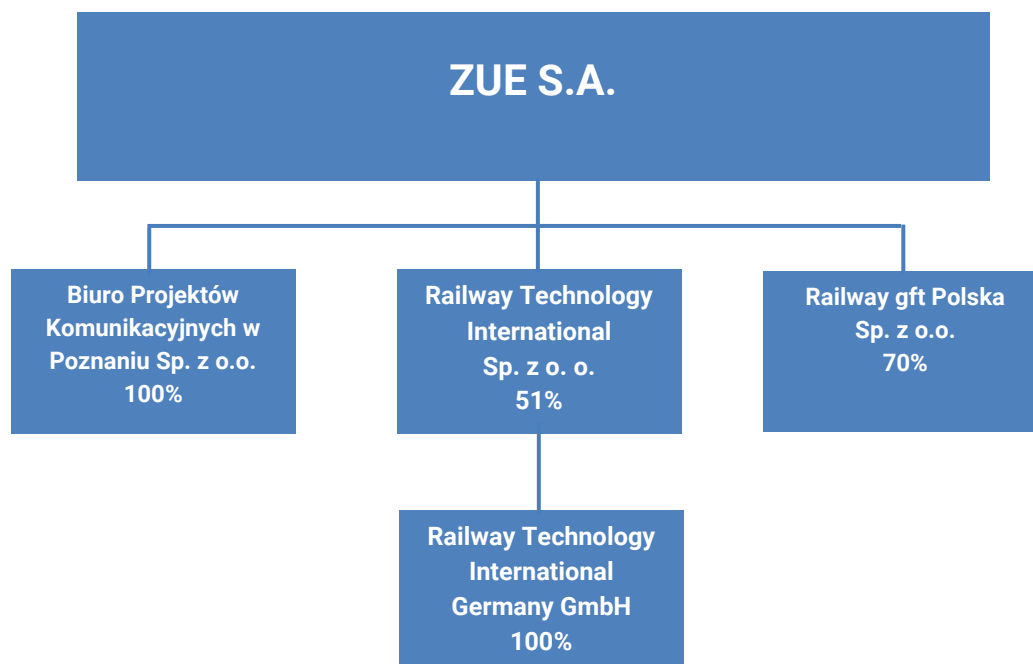 ZUE S.A.
Biuro Projektów
Komunikacyjnych w
Poznaniu Sp. z o.o.
100%
Railway Technology
International
Sp. z o. o.
51%
Railway gft Polska
Sp. z o.o.
70%
Railway Technology
International
Germany GmbH
100%